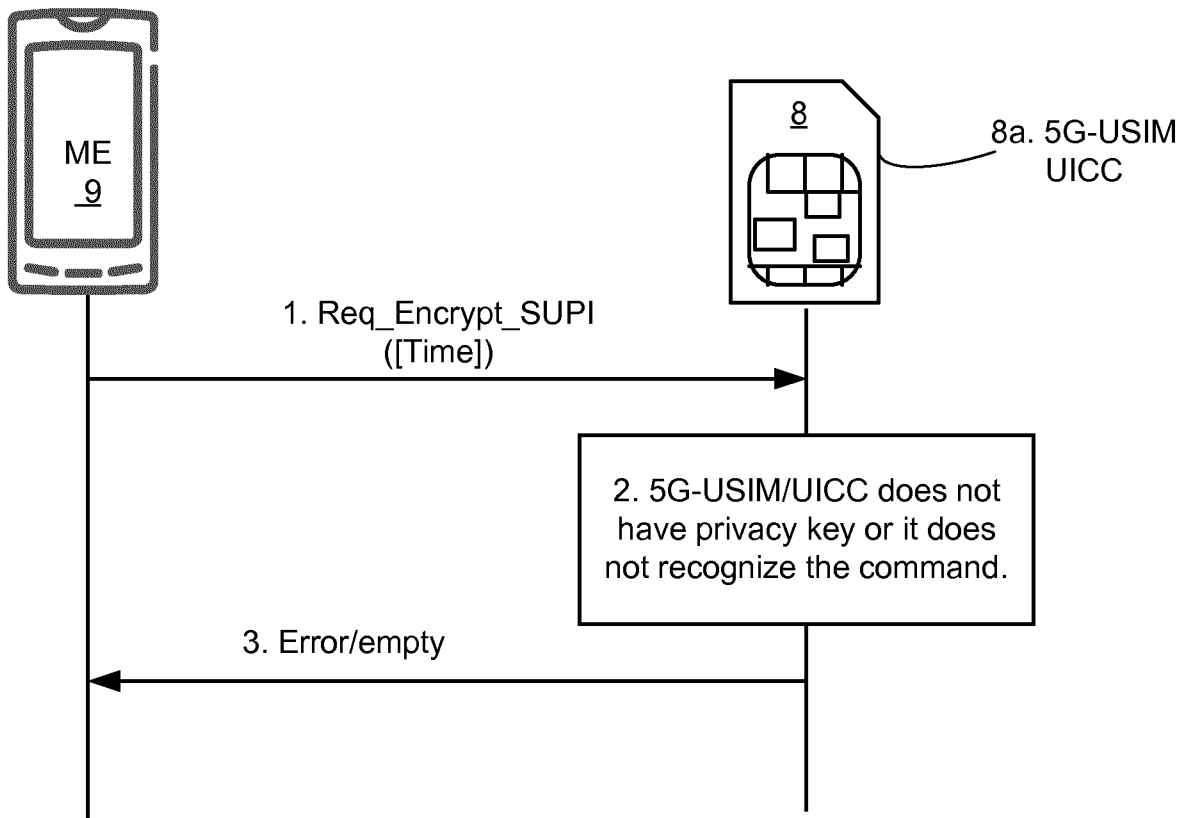 ME
9
8
8a. 5G-USIM
UICC
1. Req_Encrypt_SUPI
([Time])
2. 5G-USIM/UICC does not
have privacy key or it does
not recognize the command.
3. Error/empty